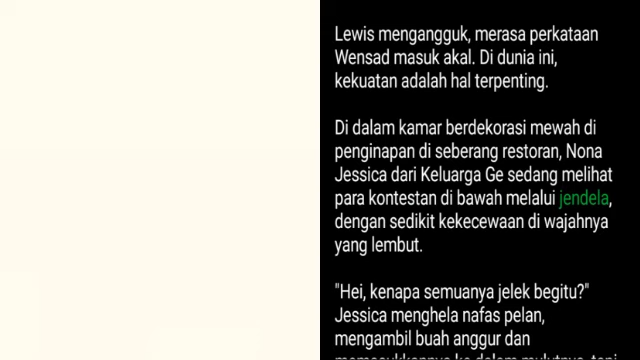 Lewis mengangguk, merasa perkataan
Wensad masuk akal. Di dunia ini,
kekuatan adalah hal terpenting.
Di dalam kamar berdekorasi mewah di
penginapan di seberang restoran, Nona
Jessica dari Keluarga Ge sedang melihat
para kontestan di bawah melalui jendela,
dengan sedikit kekecewaan di wajahnya
yang lembut.
"Hei, kenapa semuanya jelek begitu?"
Jessica menghela nafas pelan,
mengambil buah anggur dan